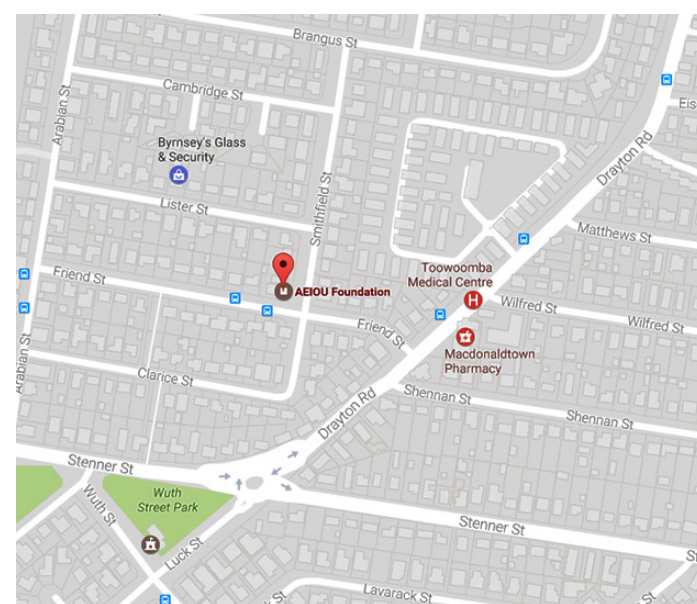 Brangus St
Cambridge St
Arabian St
Byrnsey's Glass
& Security
Lister St
Smithfield St
Drayton Rd
Matthews St
Toowoomba
Medical Centre
Friend St
AEIOU Foundation
Wilfred St
Wilfred St
Friend St
Macdonaldtown
Pharmacy
Arabian St
Clarice St
Drayton Rd
Shennan St
Shennan St
Stenner St
Wuth
Street Park
Wuth St
Stenner St
Luck St
Lavarack St
H